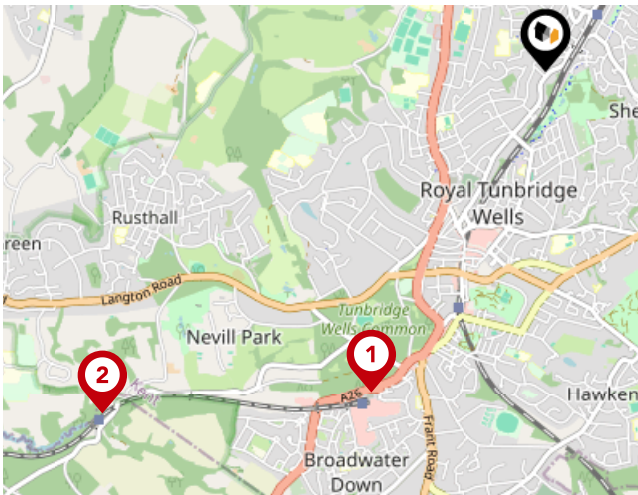 She
Royal Tunbridge
Wells
Rusthall
reen
Langton Road
Tunbridge
Wells Common
Nevill Park
1
2
Kent
A26
Hawken
Frant Road
Broadwater
Down